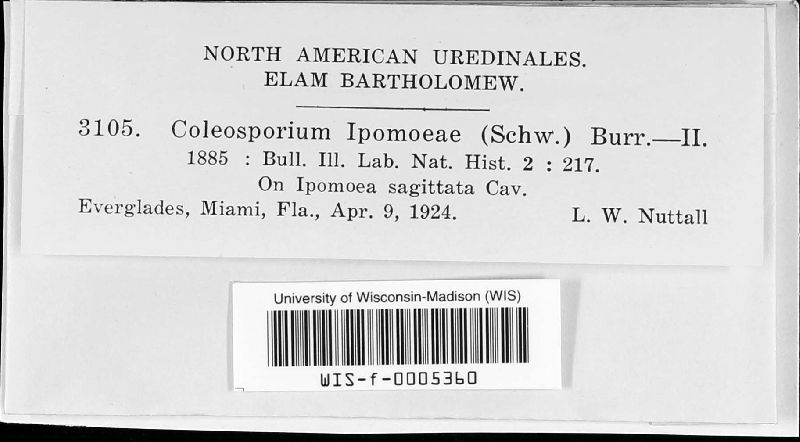 NORTH AMERICAN UREDINALES.
ELAM BARTHOLOMEW.
3105. Coleosporium Ipomoeae (Schw.) Burr.—II.
1885 : Bull. Ill. Lab. Nat. Hist. 2 : 217.
On Ipomoea sagittata Cav.
Everglades, Miami, Fla., Apr. 9, 1924. L. W. Nuttall
University of Wisconsin-Madison (WIS)
WIS-f-0005360